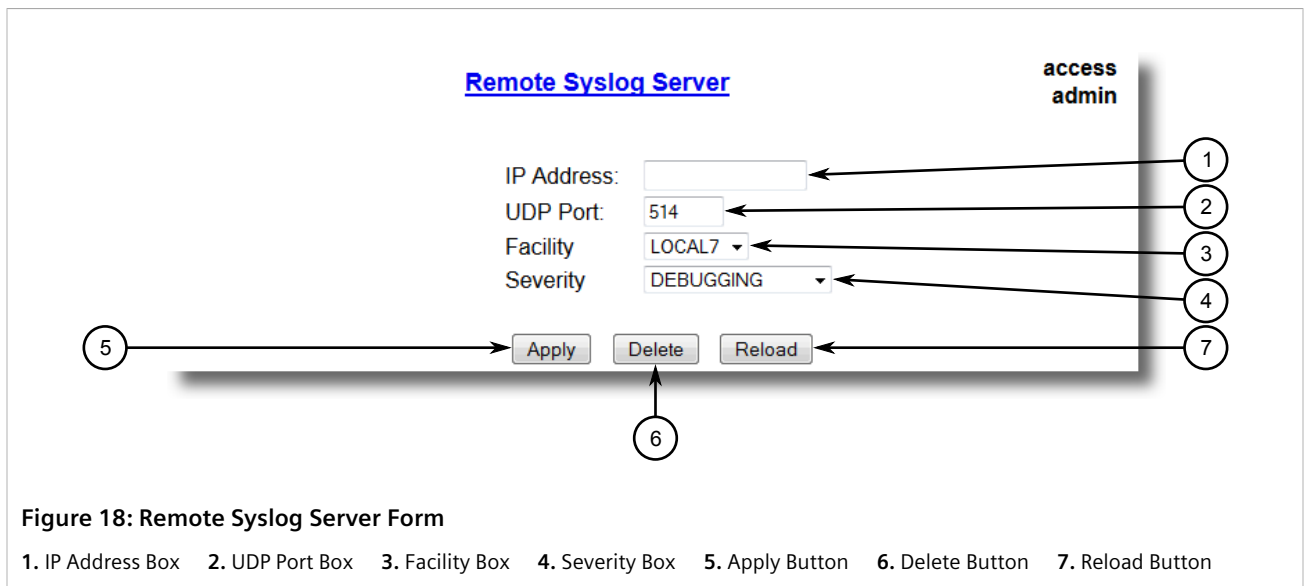 Remote Syslog Server
access
admin
IP Address:
1
UDP Port: 514
2
Facility LOCAL7
3
Severity DEBUGGING
4
5
Apply Delete Reload
7
6
Figure 18: Remote Syslog Server Form
1. IP Address Box 2. UDP Port Box 3. Facility Box 4. Severity Box 5. Apply Button 6. Delete Button 7. Reload Button